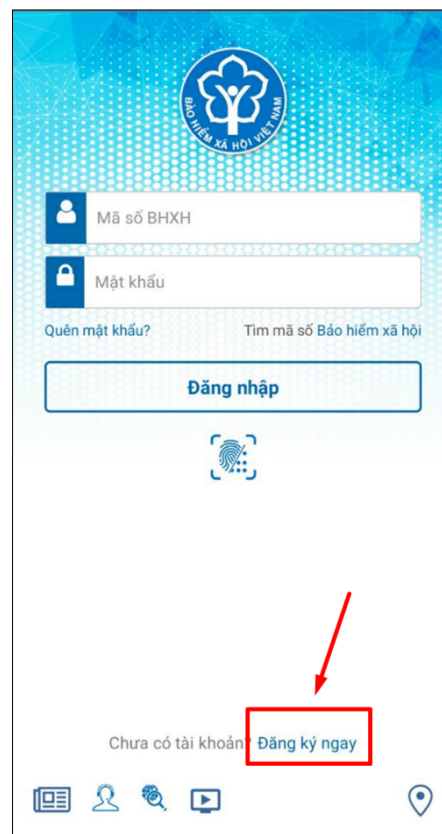 BẢO HIỂM XÃ HỘI VIỆT NAM
Mã số BHXH
Mật khẩu
Quên mật khẩu? Tìm mã số Bảo hiểm xã hội
Đăng nhập
Chưa có tài khoản? Đăng ký ngay